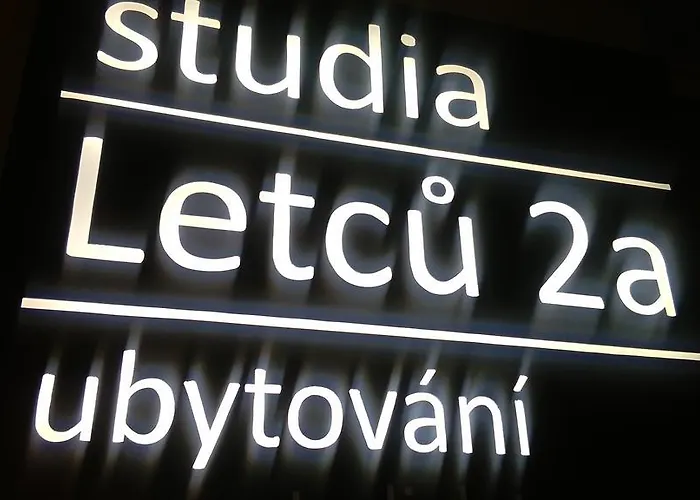 studia
Letců 2a
ubytování